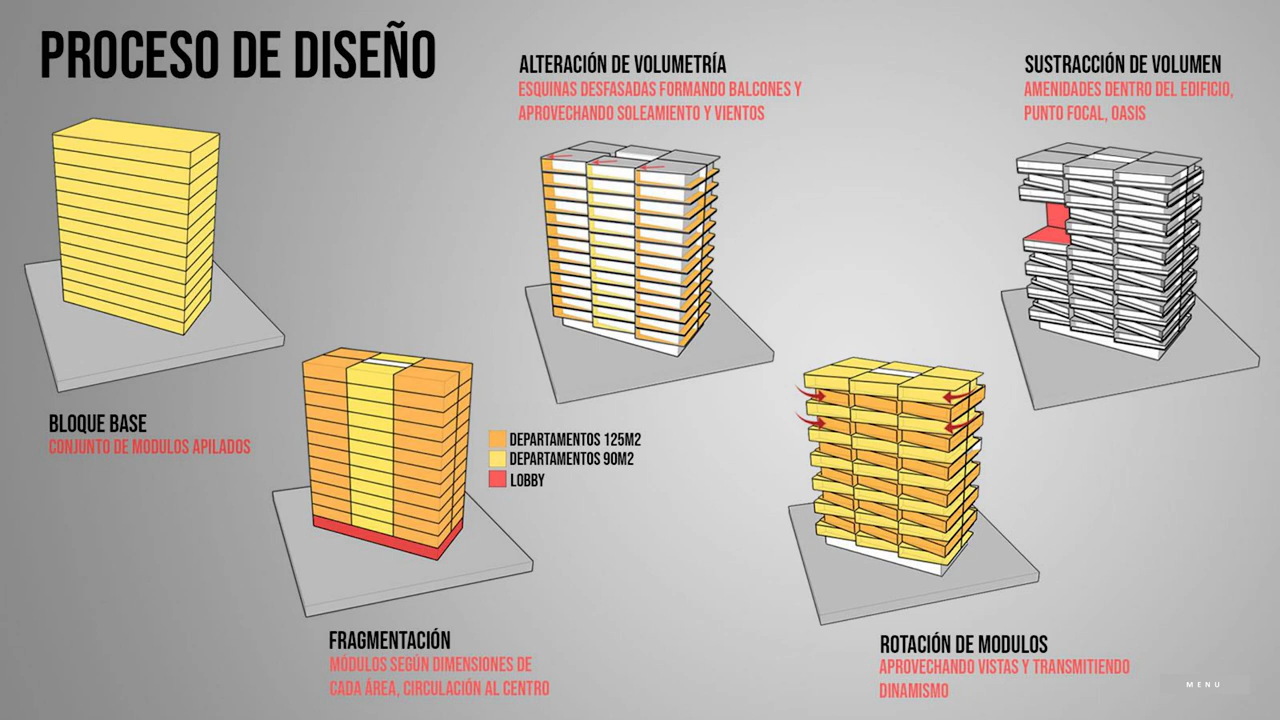 PROCESO DE DISEÑO
BLOQUE BASE
CONJUNTO DE MODULOS APILADOS
FRAGMENTACIÓN
MÓDULOS SEGÚN DIMENSIONES DE
CADA ÁREA, CIRCULACIÓN AL CENTRO
DEPARTAMENTOS 125M2
DEPARTAMENTOS 90M2
LOBBY
ALTERACIÓN DE VOLUMETRÍA
ESQUINAS DESFASADAS FORMANDO BALCONES Y
APROVECHANDO SOLEAMIENTO Y VIENTOS
ROTACIÓN DE MODULOS
APROVECHANDO VISTAS Y TRANSMITIENDO
DINAMISMO
SUSTRACCIÓN DE VOLUMEN
AMENIDADES DENTRO DEL EDIFICIO,
PUNTO FOCAL, OASIS
MENU